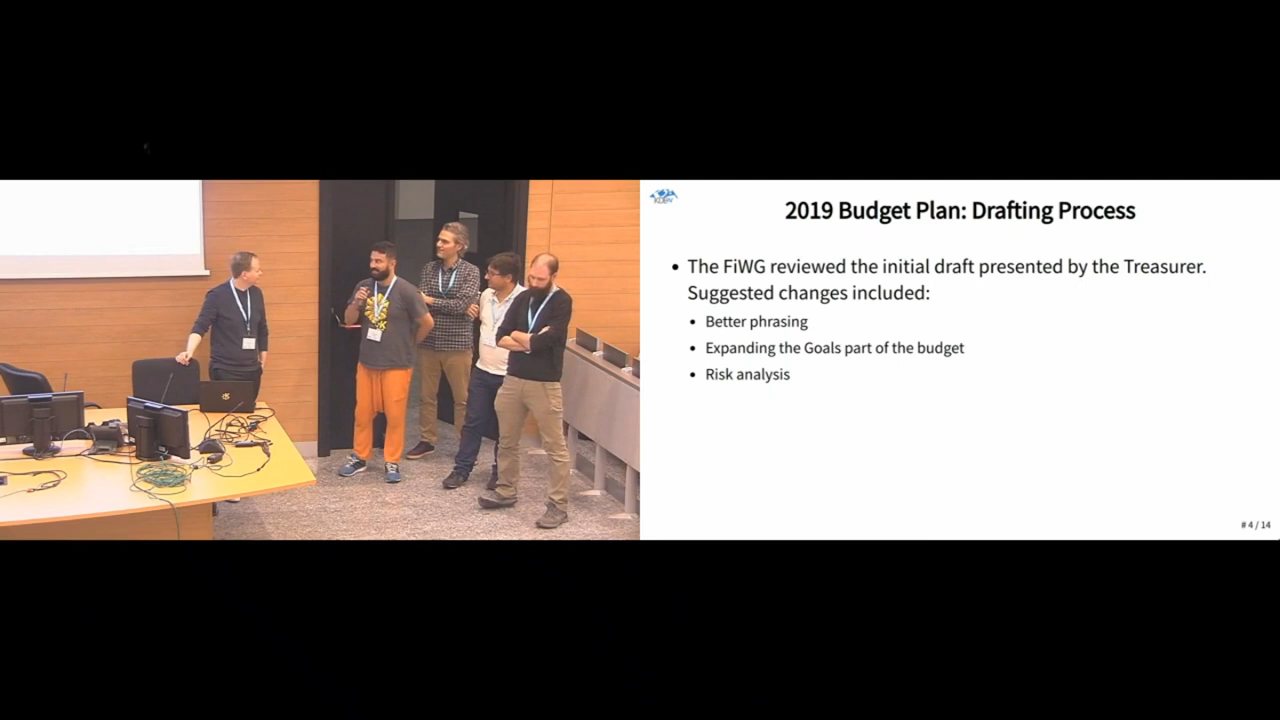 KDE e.V.
2019 Budget Plan: Drafting Process
• The FiWG reviewed the initial draft presented by the Treasurer.
Suggested changes included:
• Better phrasing
• Expanding the Goals part of the budget
• Risk analysis
# 4 / 14